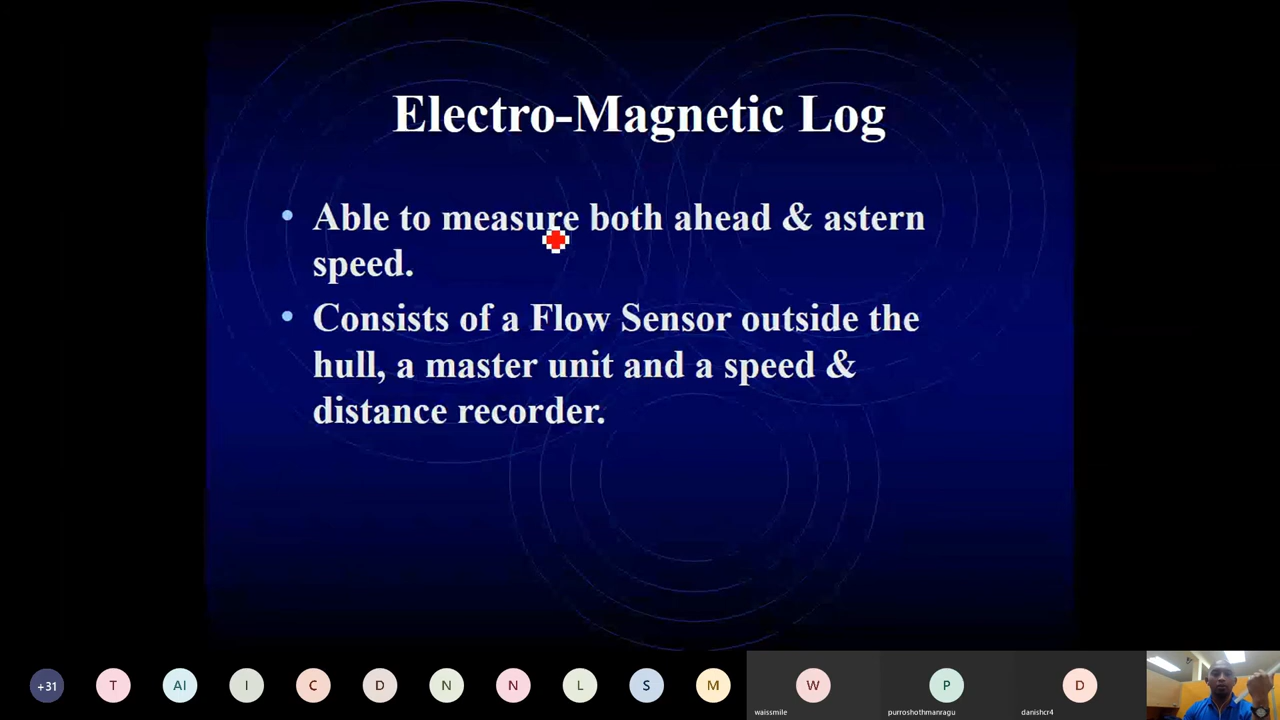 Electro-Magnetic Log
• Able to measure both ahead & astern
speed.
• Consists of a Flow Sensor outside the
hull, a master unit and a speed &
distance recorder.
+31 T AI I C D N N L S M W P D
waissmile purroshothmanragu danishcr4